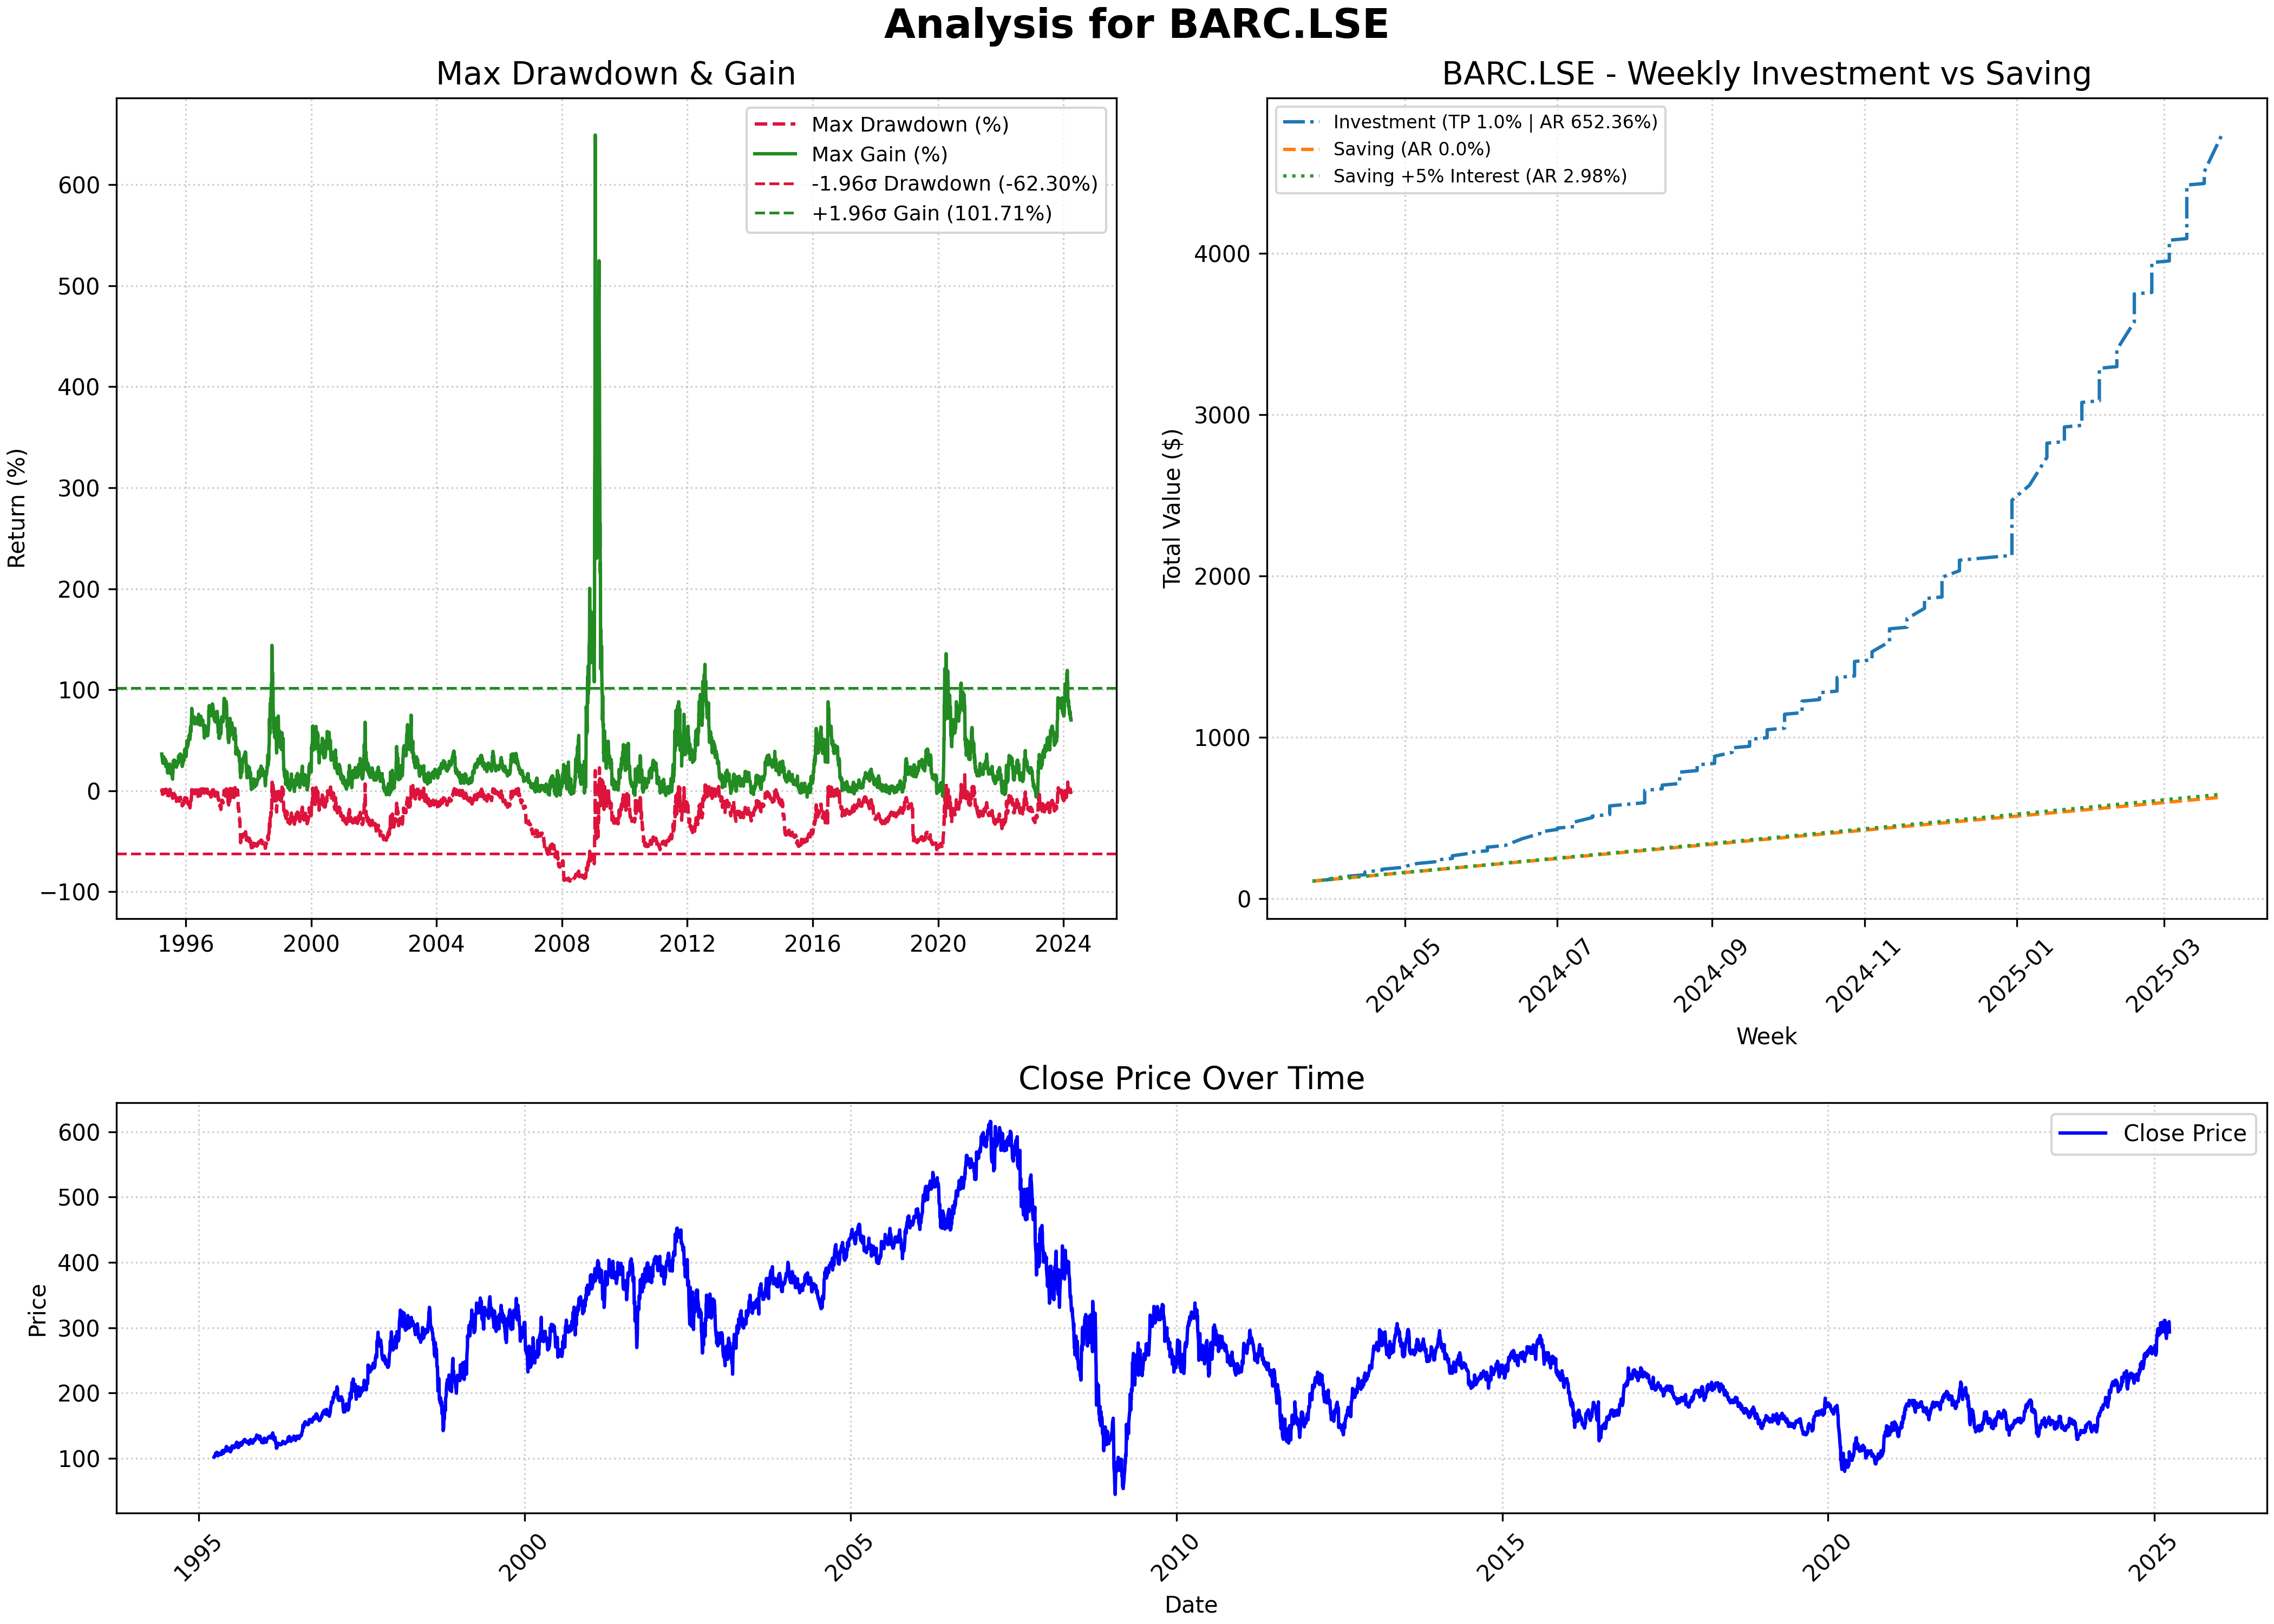 Analysis for BARC.LSE
Max Drawdown & Gain
Return (%)
600
500
400
300
200
100
0
−100
1996
2000
2004
2008
2012
2016
2020
2024
Max Drawdown (%)
Max Gain (%)
-1.96σ Drawdown (-62.30%)
+1.96σ Gain (101.71%)
BARC.LSE - Weekly Investment vs Saving
Total Value ($)
4000
3000
2000
1000
0
Investment (TP 1.0% | AR 652.36%)
Saving (AR 0.0%)
Saving +5% Interest (AR 2.98%)
2024-05
2024-07
2024-09
2024-11
2025-01
2025-03
Week
Close Price Over Time
Price
600
500
400
300
200
100
Close Price
1995
2000
2005
2010
2015
2020
2025
Date